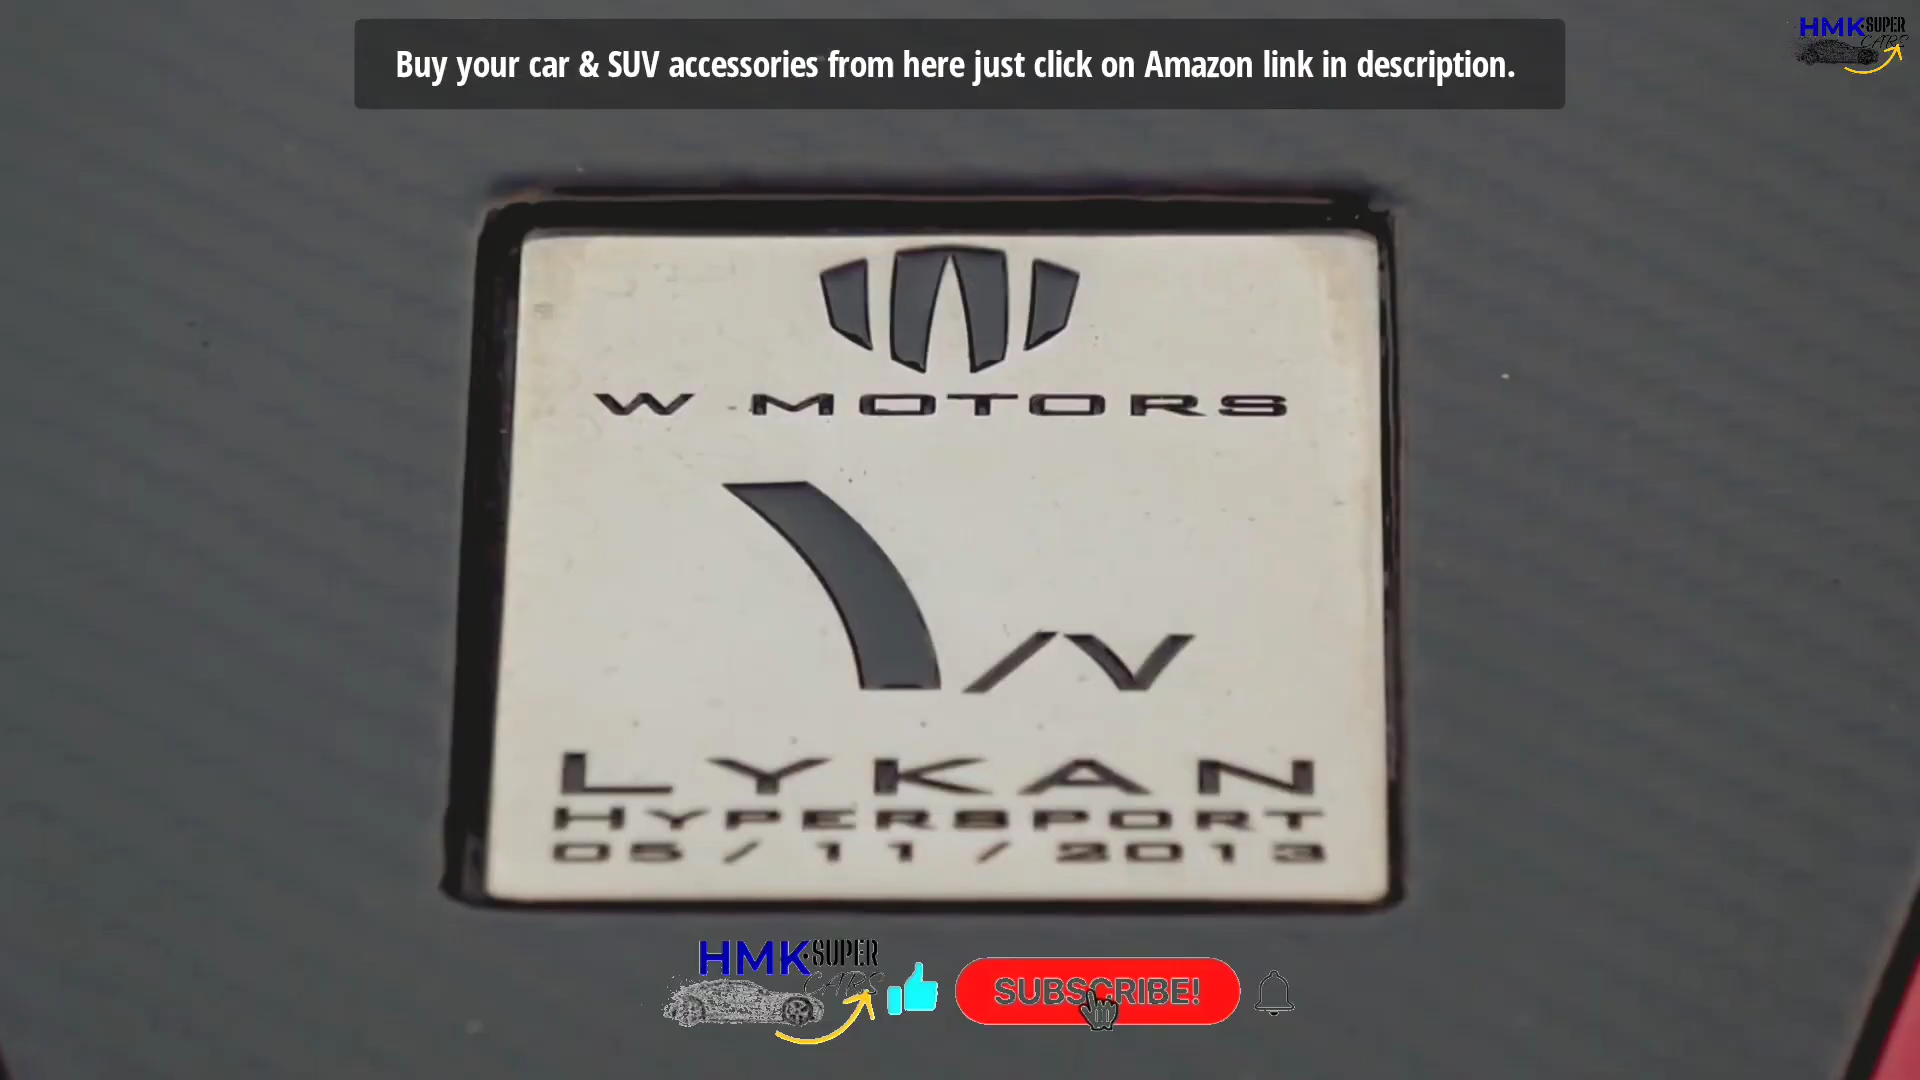 Buy your car & SUV accessories from here just click on Amazon link in description.
HMK SUPER
CARS
W MOTORS
/V
LYKAN
HYPERSPORT
05/11/2013
HMK SUPER
CARS
SUBSCRIBE!